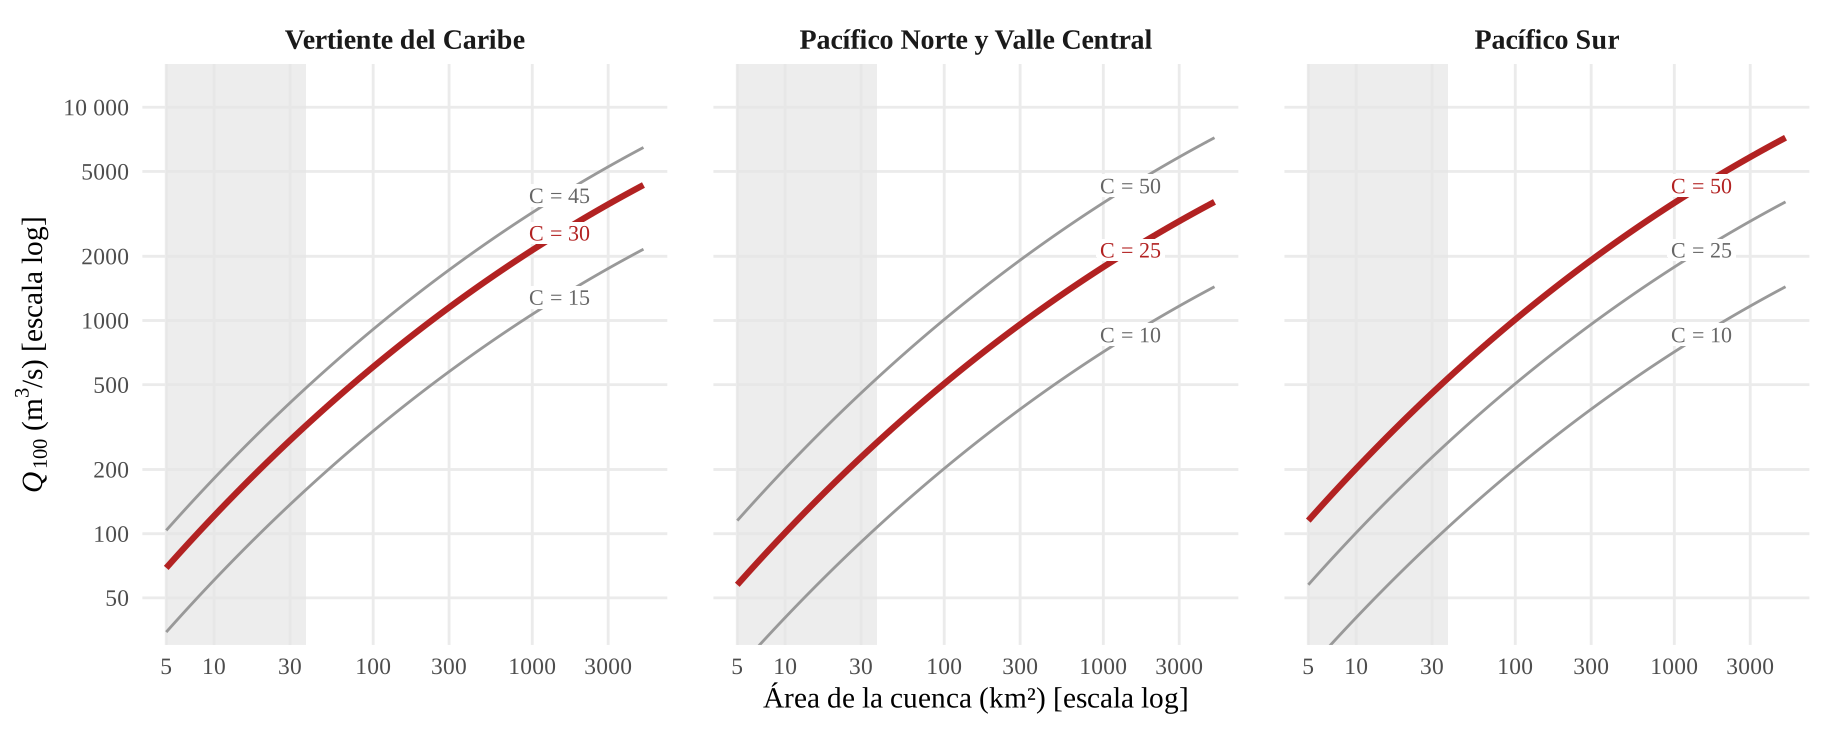 Vertiente del Caribe
Pacífico Norte y Valle Central
Pacífico Sur
Q100 (m³/s) [escala log]
10 000
5000
2000
1000
500
200
100
50
C = 45
C = 30
C = 15
C = 50
C = 25
C = 10
C = 50
C = 25
C = 10
5 10 30 100 300 1000 3000
5 10 30 100 300 1000 3000
5 10 30 100 300 1000 3000
Área de la cuenca (km²) [escala log]